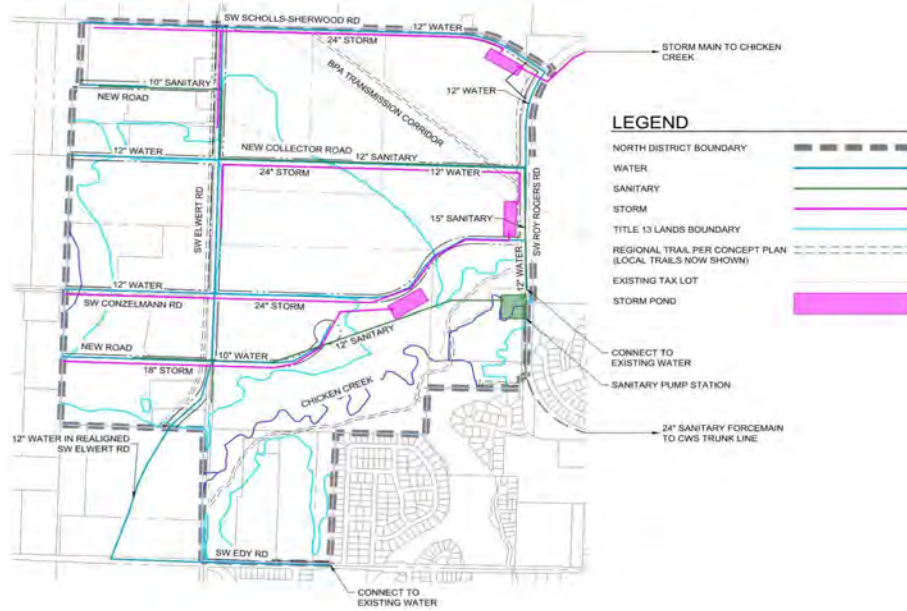 SW SCHOLLS-SHERWOOD RD
12" WATER
24" STORM
STORM MAIN TO CHICKEN
CREEK
BPA TRANSMISSION CORRIDOR
10" SANITARY
12" WATER
NEW ROAD
LEGEND
NORTH DISTRICT BOUNDARY
WATER
SANITARY
STORM
TITLE 13 LANDS BOUNDARY
REGIONAL TRAIL PER CONCEPT PLAN
(LOCAL TRAILS NOW SHOWN)
EXISTING TAX LOT
STORM POND
12" WATER
NEW COLLECTOR ROAD
12" SANITARY
24" STORM
12" WATER
SW ELWERT RD
15" SANITARY
SW ROY ROGERS RD
12" WATER
12" WATER
SW CONZELMANN RD
24" STORM
12" SANITARY
NEW ROAD
10" WATER
18" STORM
CHICKEN CREEK
CONNECT TO
EXISTING WATER
SANITARY PUMP STATION
24" SANITARY FORCEMAIN
TO CWS TRUNK LINE
12" WATER IN REALIGNED
SW ELWERT RD
SW EDY RD
CONNECT TO
EXISTING WATER